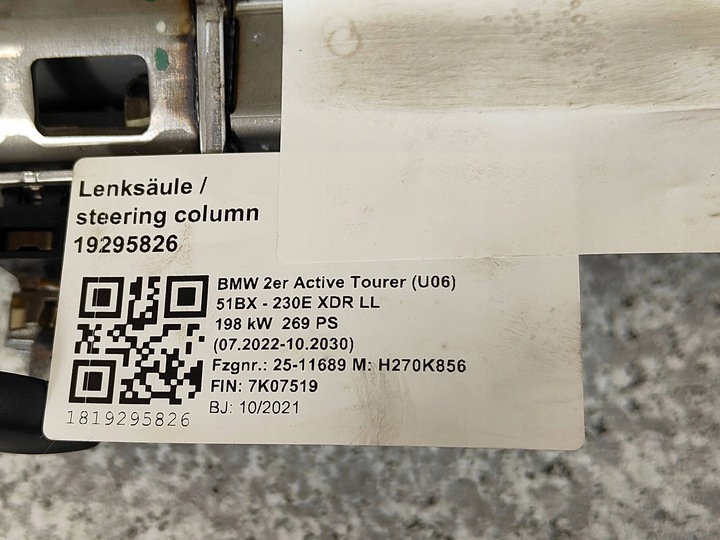 Lenksäule /
steering column
19295826
BMW 2er Active Tourer (U06)
51BX - 230E XDR LL
198 kW 269 PS
(07.2022-10.2030)
Fzgnr.: 25-11689 M: H270K856
FIN: 7K07519
BJ: 10/2021
1819295826